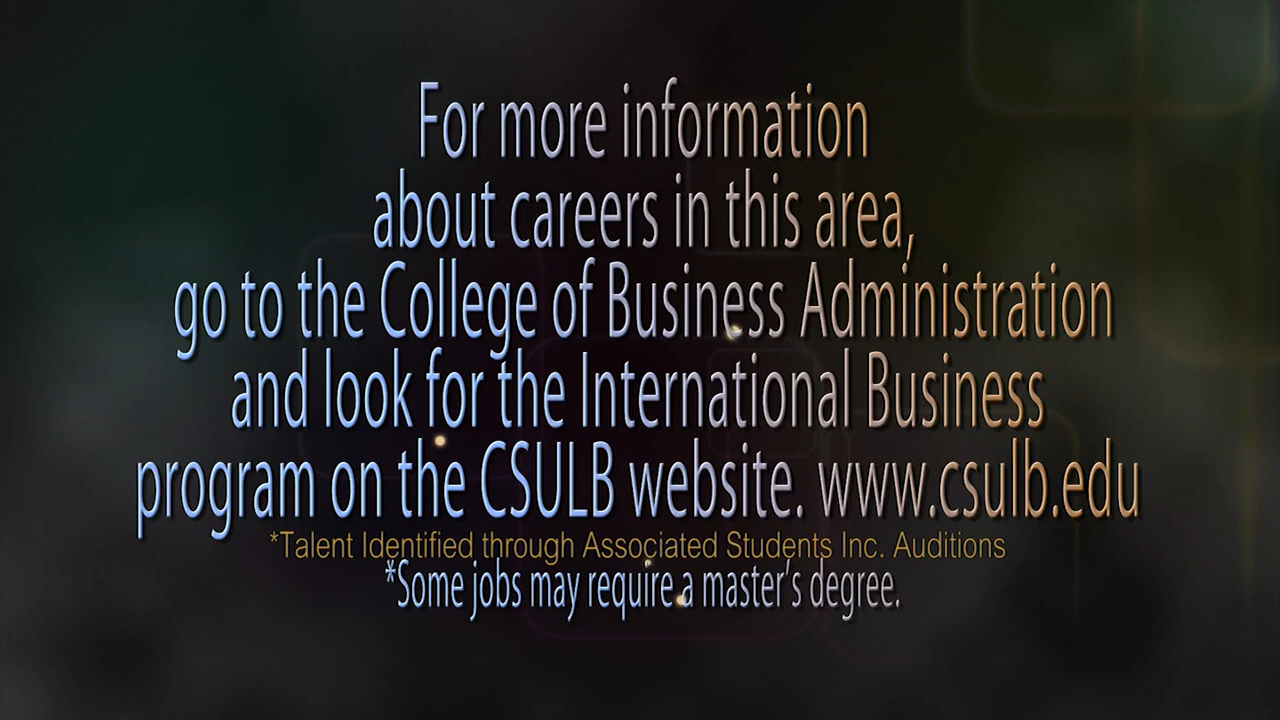 For more information
about careers in this area,
go to the College of Business Administration
and look for the International Business
program on the CSULB website. www.csulb.edu
*Talent Identified through Associated Students Inc. Auditions
*Some jobs may require a master's degree.